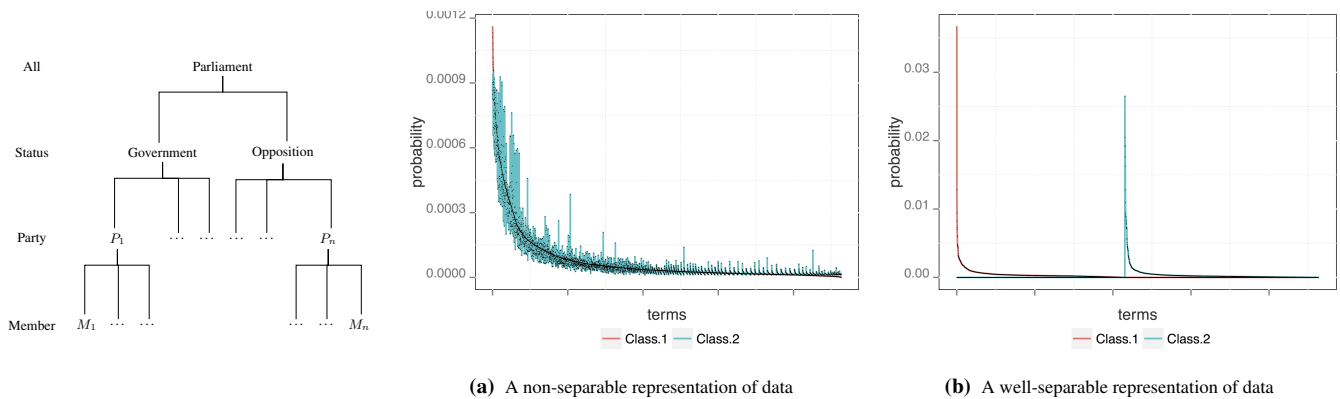 All
Parliament
Status
Government
Opposition
Party
P1
... ...
... ...
Pn
Member
M1
... ...
... ...
Mn
0.0012
0.0009
0.0006
0.0003
0.0000
probability
terms
Class.1 Class.2
(a) A non-separable representation of data
0.03
0.02
0.01
0.00
probability
terms
Class.1 Class.2
(b) A well-separable representation of data